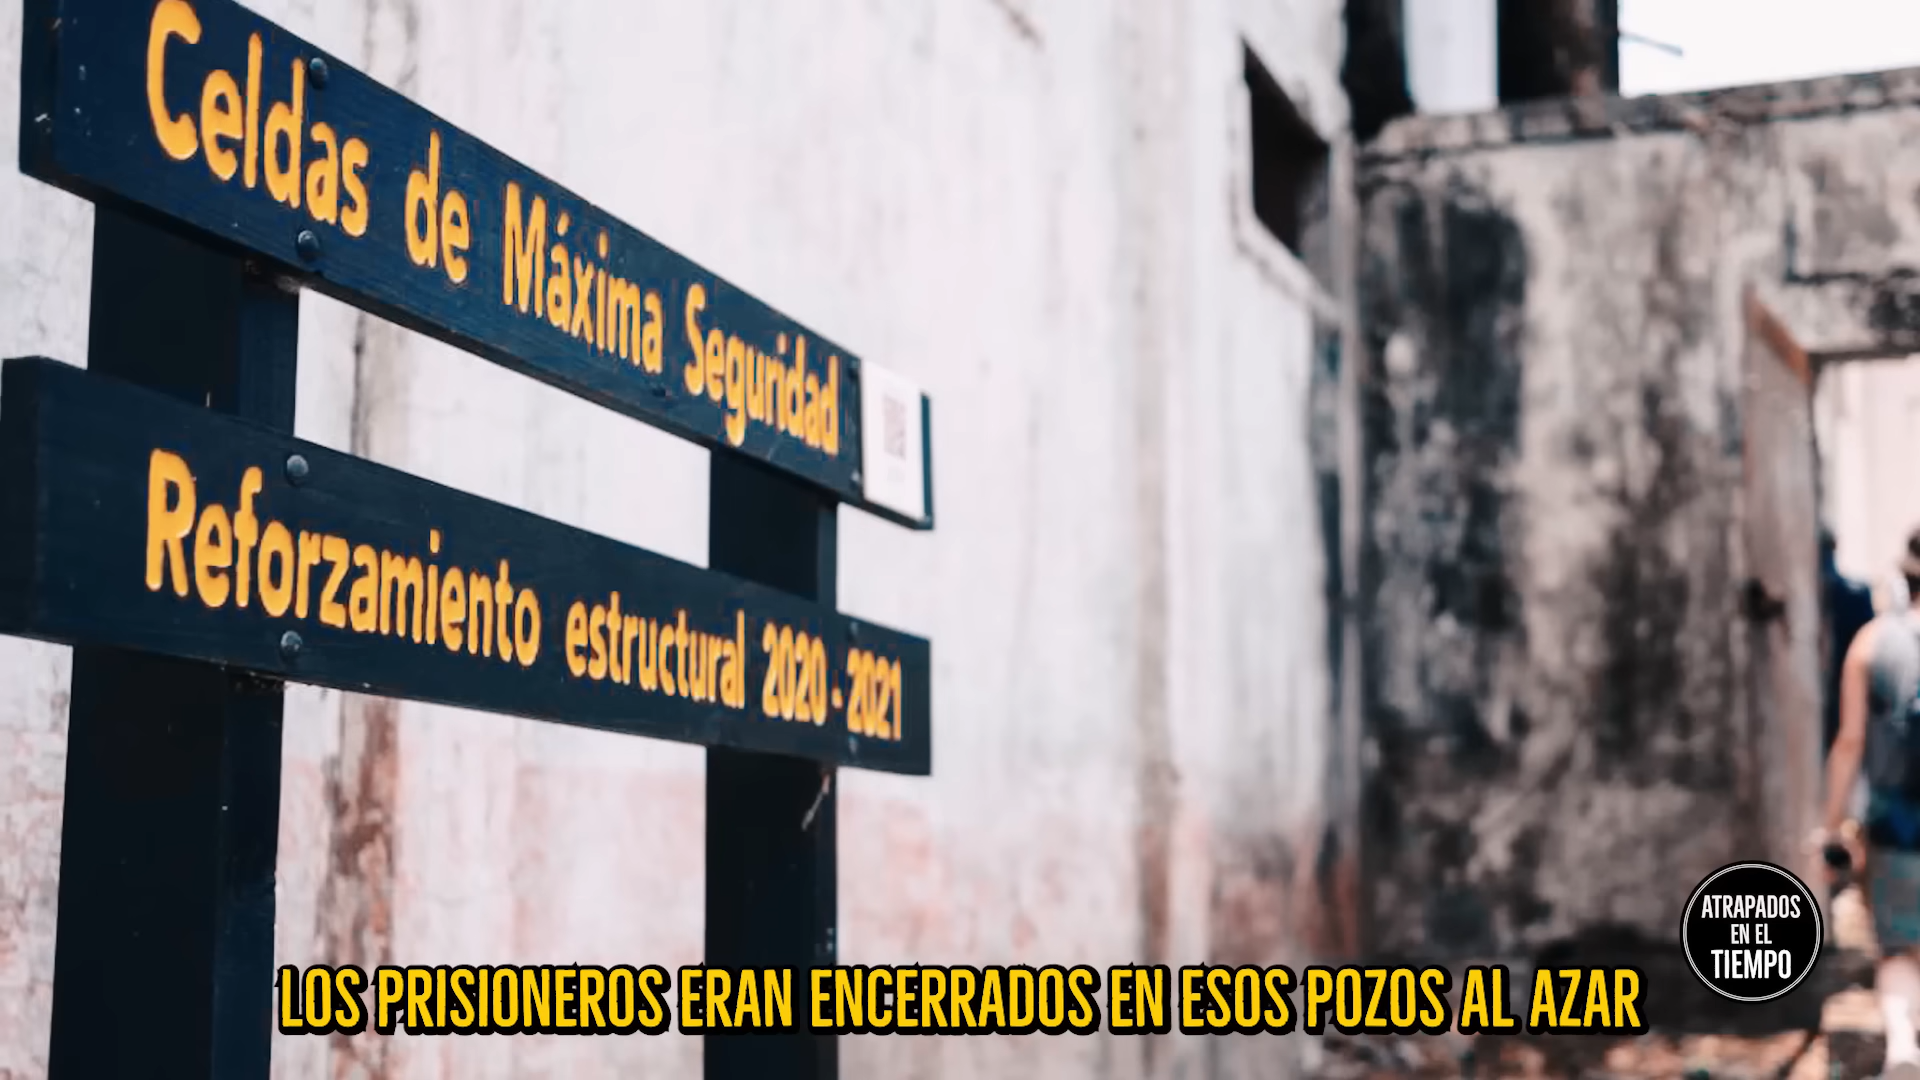 Celdas de Máxima Seguridad
Reforzamiento estructural 2020-2021
ATRAPADOS
EN EL
TIEMPO
LOS PRISIONEROS ERAN ENCERRADOS EN ESOS POZOS AL AZAR